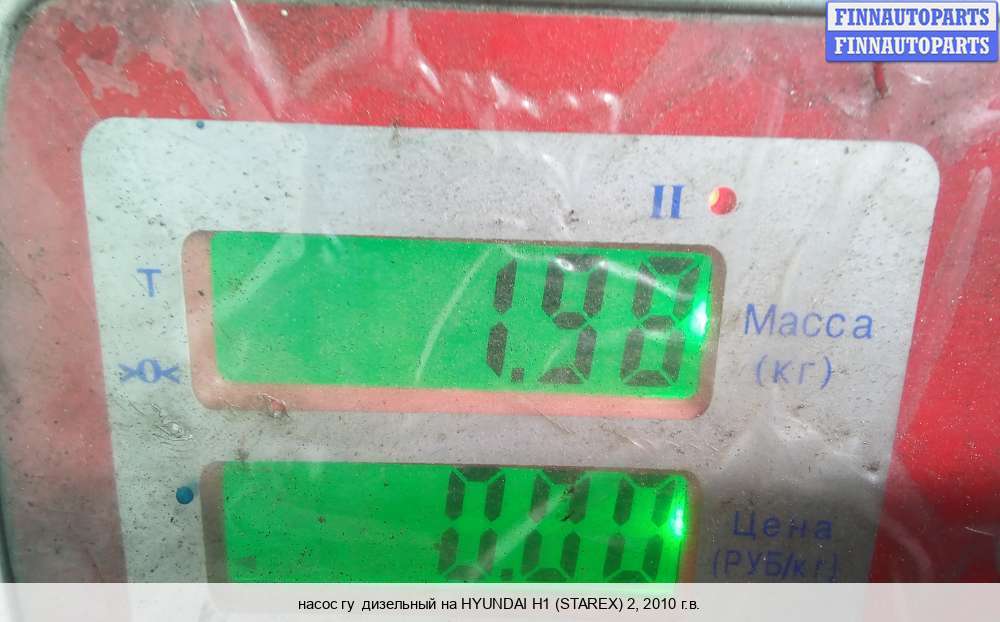 FINNAUTOPARTS
FINNAUTOPARTS
II
T
1.98
Масса
(кг)
>0<
0.00
Цена
(РУБ/кг)
насос гу дизельный на HYUNDAI H1 (STAREX) 2, 2010 г.в.